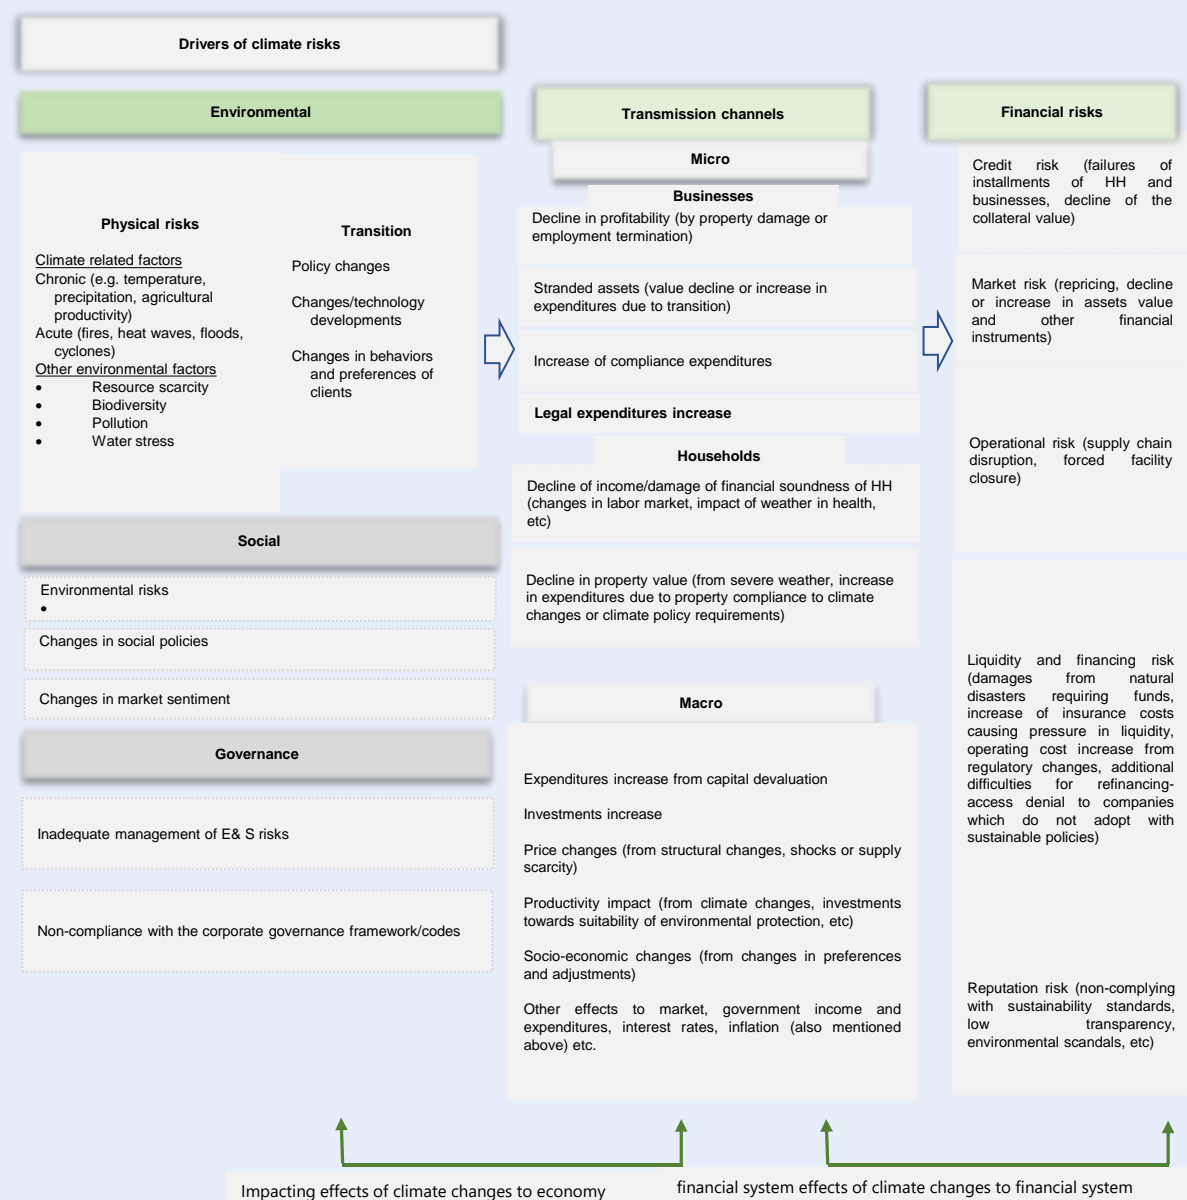 Drivers of climate risks
Environmental
Physical risks
Climate related factors
Chronic (e.g. temperature,
precipitation, agricultural
productivity)
Acute (fires, heat waves, floods,
cyclones)
Other environmental factors
• Resource scarcity
• Biodiversity
• Pollution
• Water stress
Transition
Policy changes
Changes/technology
developments
Changes in behaviors
and preferences of
clients
Social
Environmental risks
•
Changes in social policies
Changes in market sentiment
Governance
Inadequate management of E& S risks
Non-compliance with the corporate governance framework/codes
Transmission channels
Micro
Businesses
Decline in profitability (by property damage or
employment termination)
Stranded assets (value decline or increase in
expenditures due to transition)
Increase of compliance expenditures
Legal expenditures increase
Households
Decline of income/damage of financial soundness of HH
(changes in labor market, impact of weather in health,
etc)
Decline in property value (from severe weather, increase
in expenditures due to property compliance to climate
changes or climate policy requirements)
Macro
Expenditures increase from capital devaluation
Investments increase
Price changes (from structural changes, shocks or supply
scarcity)
Productivity impact (from climate changes, investments
towards suitability of environmental protection, etc)
Socio-economic changes (from changes in preferences
and adjustments)
Other effects to market, government income and
expenditures, interest rates, inflation (also mentioned
above) etc.
Financial risks
Credit risk (failures of
installments of HH and
businesses, decline of the
collateral value)
Market risk (repricing, decline
or increase in assets value
and other financial
instruments)
Operational risk (supply chain
disruption, forced facility
closure)
Liquidity and financing risk
(damages from natural
disasters requiring funds,
increase of insurance costs
causing pressure in liquidity,
operating cost increase from
regulatory changes, additional
difficulties for refinancing-
access denial to companies
which do not adopt with
sustainable policies)
Reputation risk (non-complying
with sustainability standards,
low transparency,
environmental scandals, etc)
Impacting effects of climate changes to economy
financial system effects of climate changes to financial system